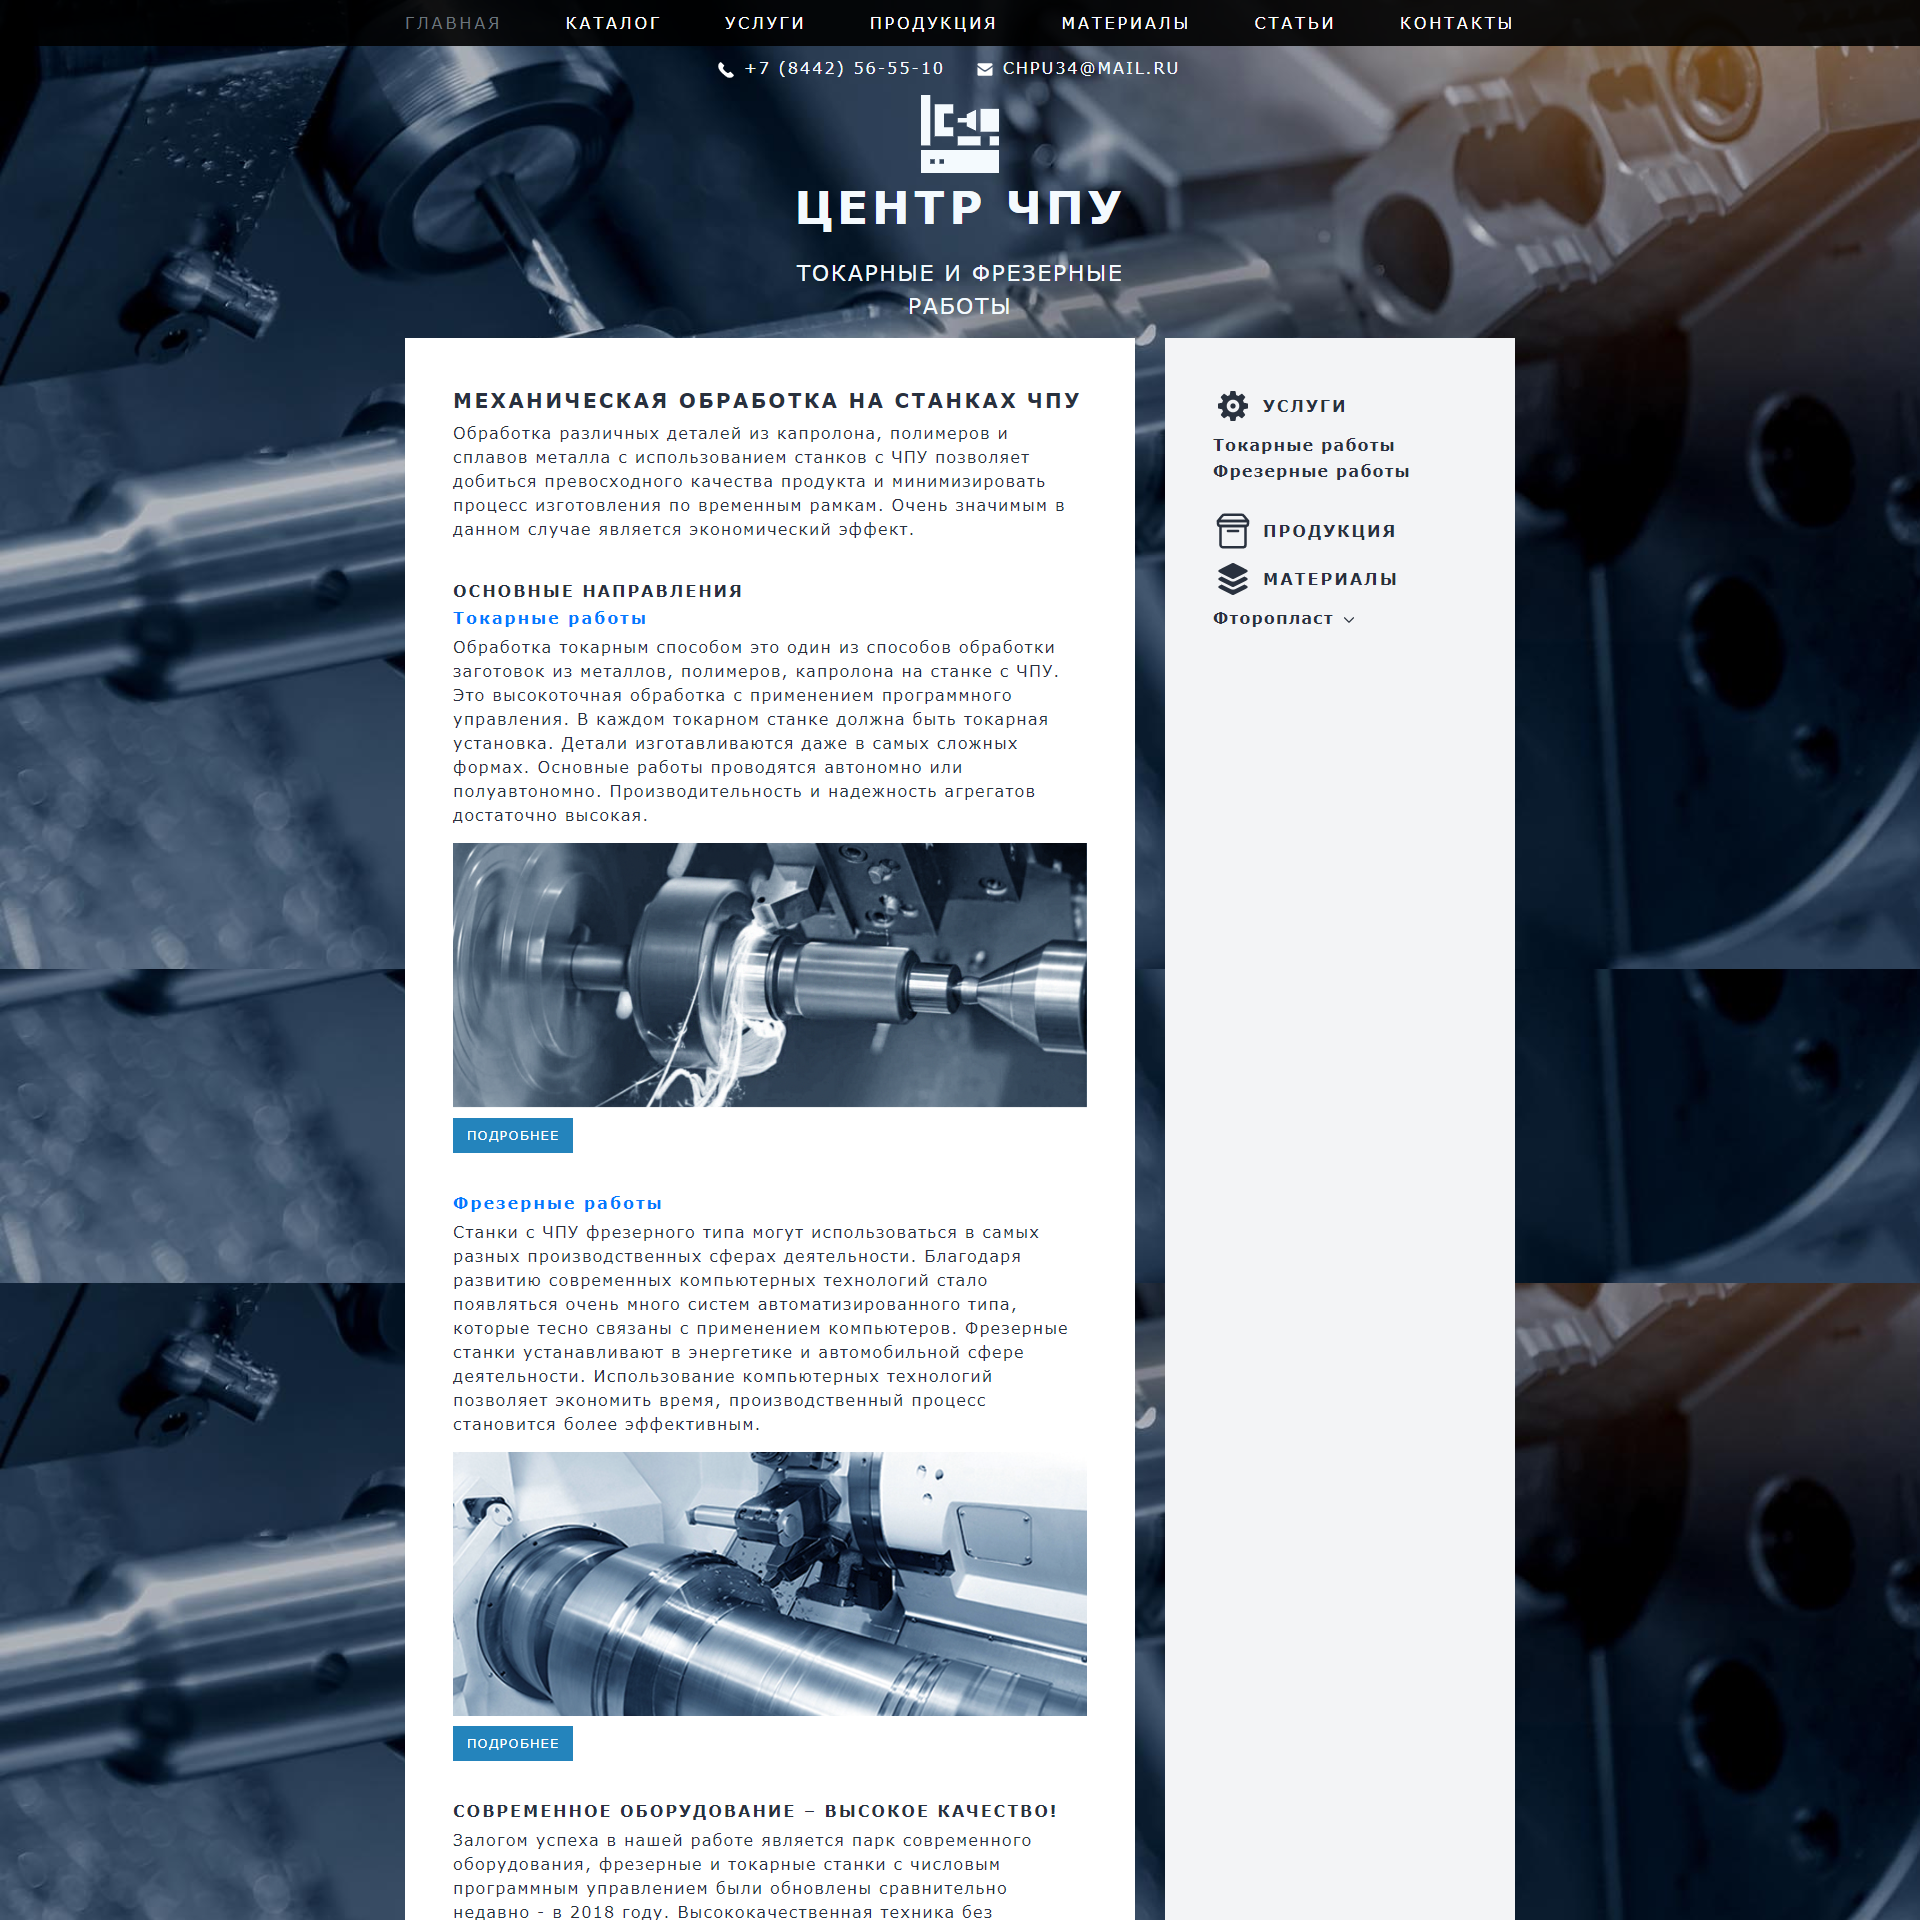 ГЛАВНАЯ КАТАЛОГ УСЛУГИ ПРОДУКЦИЯ МАТЕРИАЛЫ СТАТЬИ КОНТАКТЫ
+7 (8442) 56-55-10 CHPU34@MAIL.RU
ЦЕНТР ЧПУ
ТОКАРНЫЕ И ФРЕЗЕРНЫЕ
РАБОТЫ
МЕХАНИЧЕСКАЯ ОБРАБОТКА НА СТАНКАХ ЧПУ
Обработка различных деталей из капролона, полимеров и
сплавов металла с использованием станков с ЧПУ позволяет
добиться превосходного качества продукта и минимизировать
процесс изготовления по временным рамкам. Очень значимым в
данном случае является экономический эффект.
ОСНОВНЫЕ НАПРАВЛЕНИЯ
Токарные работы
Обработка токарным способом это один из способов обработки
заготовок из металлов, полимеров, капролона на станке с ЧПУ.
Это высокоточная обработка с применением программного
управления. В каждом токарном станке должна быть токарная
установка. Детали изготавливаются даже в самых сложных
формах. Основные работы проводятся автономно или
полуавтономно. Производительность и надежность агрегатов
достаточно высокая.
ПОДРОБНЕЕ
Фрезерные работы
Станки с ЧПУ фрезерного типа могут использоваться в самых
разных производственных сферах деятельности. Благодаря
развитию современных компьютерных технологий стало
появляться очень много систем автоматизированного типа,
которые тесно связаны с применением компьютеров. Фрезерные
станки устанавливают в энергетике и автомобильной сфере
деятельности. Использование компьютерных технологий
позволяет экономить время, производственный процесс
становится более эффективным.
ПОДРОБНЕЕ
СОВРЕМЕННОЕ ОБОРУДОВАНИЕ – ВЫСОКОЕ КАЧЕСТВО!
Залогом успеха в нашей работе является парк современного
оборудования, фрезерные и токарные станки с числовым
программным управлением были обновлены сравнительно
недавно - в 2018 году. Высококачественная техника без
УСЛУГИ
Токарные работы
Фрезерные работы
ПРОДУКЦИЯ
МАТЕРИАЛЫ
Фторопласт